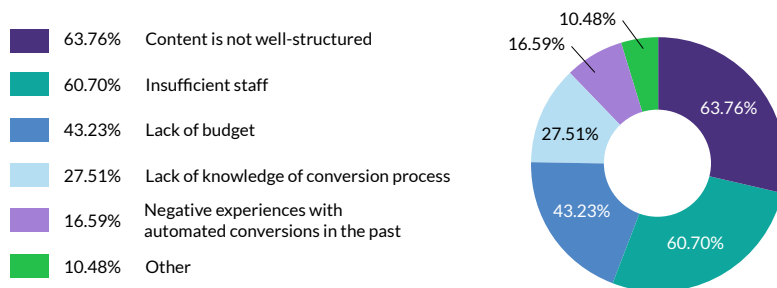 63.76% Content is not well-structured
60.70% Insufficient staff
43.23% Lack of budget
27.51% Lack of knowledge of conversion process
16.59% Negative experiences with
automated conversions in the past
10.48% Other
10.48%
16.59%
63.76%
27.51%
43.23%
60.70%